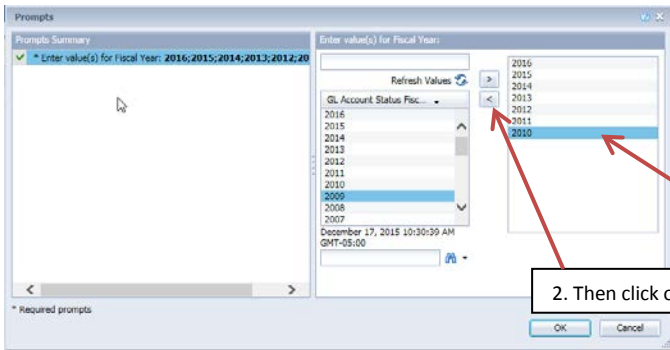 Prompts
Prompts Summary
* Enter value(s) for Fiscal Year: 2016;2015;2014;2013;2012;20
* Required prompts
Enter value(s) for Fiscal Year:
Refresh Values
GL Account Status Fisc...
2016
2015
2014
2013
2012
2011
2010
2009
2008
2007
December 17, 2015 10:30:39 AM
GMT-05:00
>
<
2016
2015
2014
2013
2012
2011
2010
2. Then click
OK
Cancel